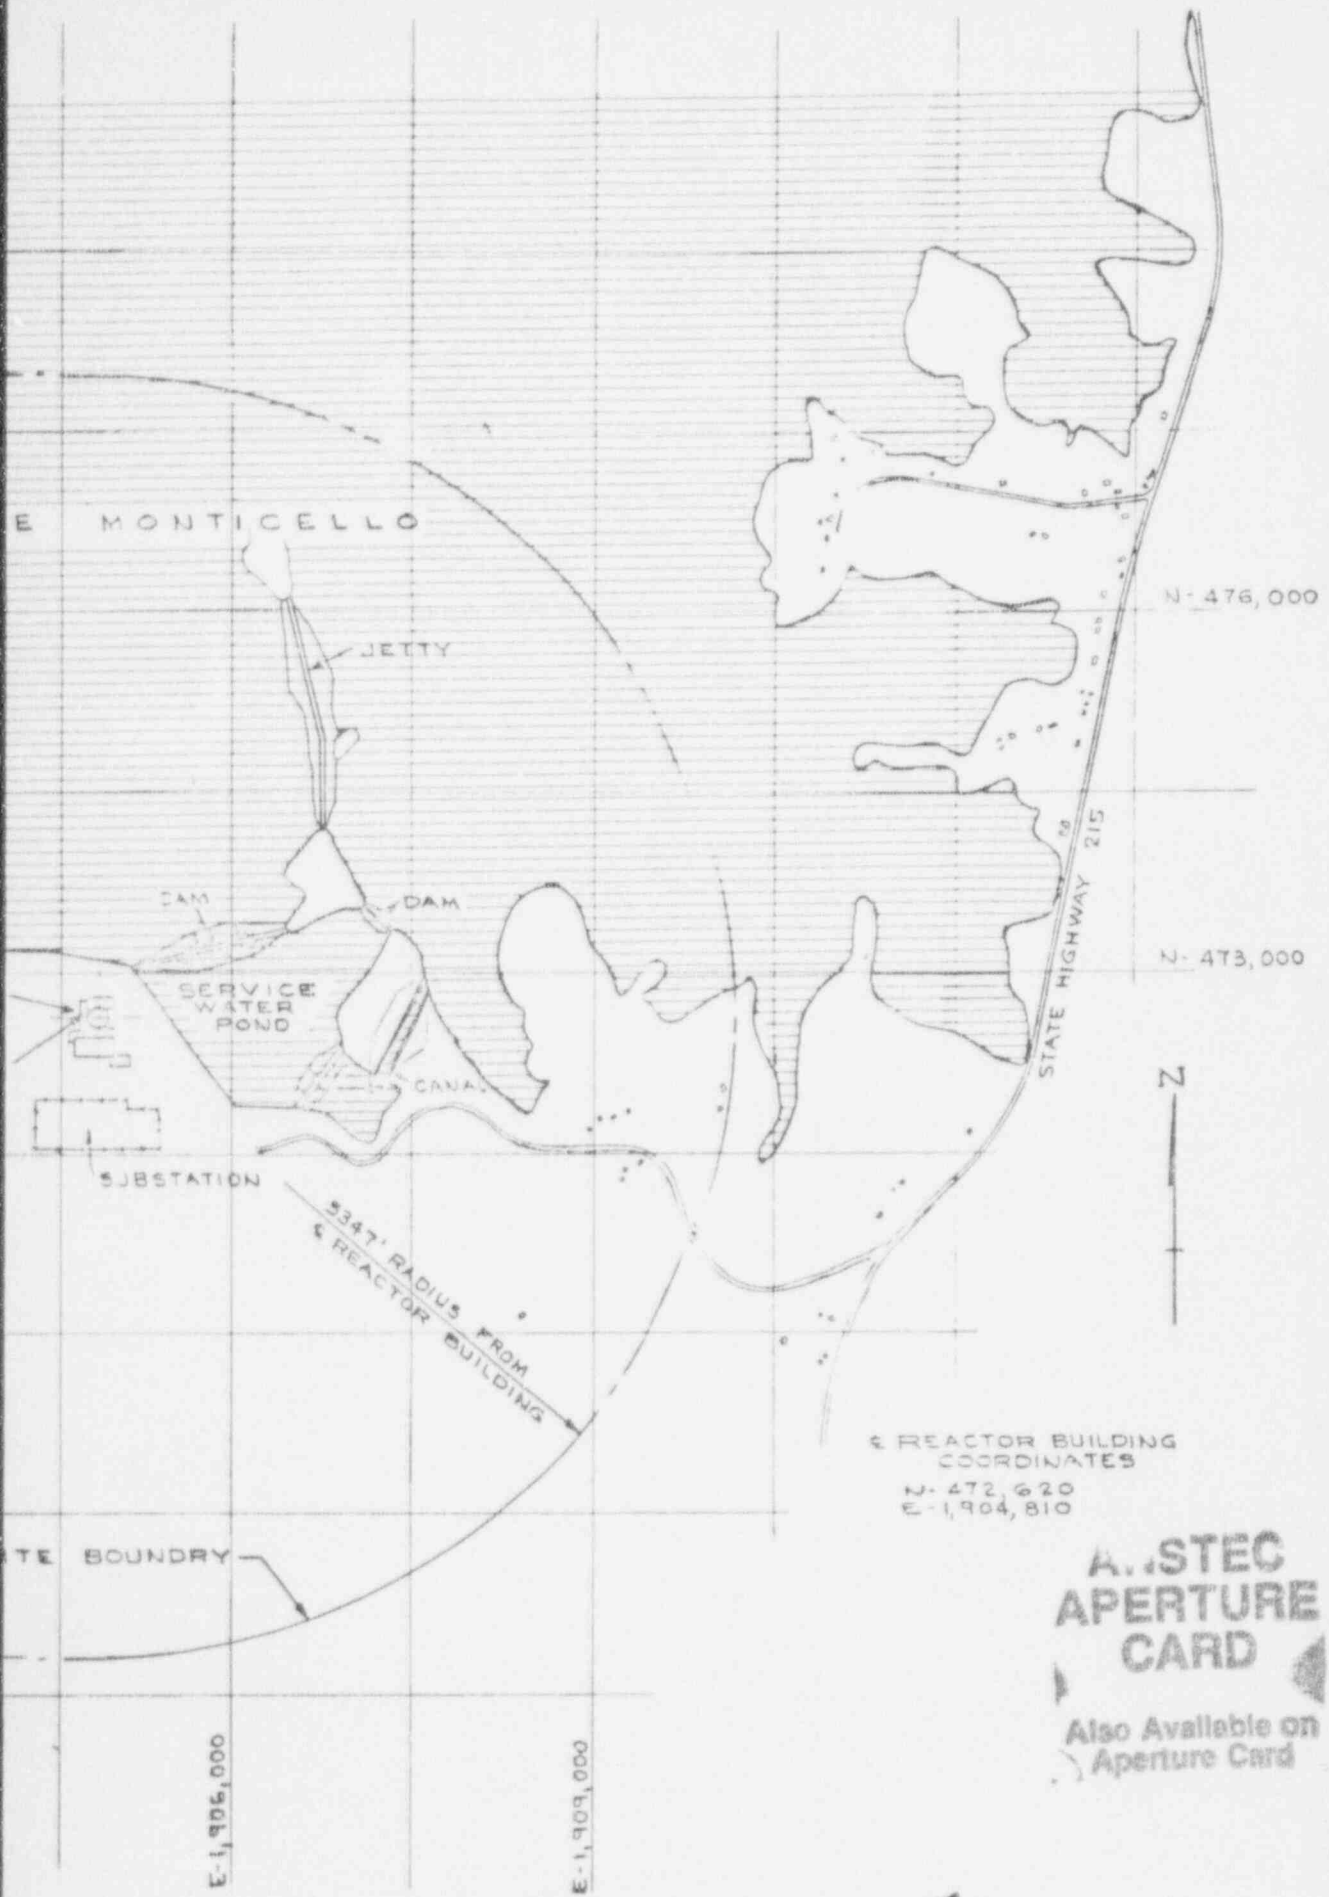 E MONTICELLO
N-476,000
JETTY
STATE HIGHWAY 215
DAM
DAM
N-473,000
SERVICE
WATER
POND
CANAL
N
SUBSTATION
5347' RADIUS FROM
℄ REACTOR BUILDING
℄ REACTOR BUILDING
COORDINATES
N-472,620
E-1,904,810
TE BOUNDRY
APERTURE
CARD
Also Available on
Aperture Card
E-1,906,000
E-1,909,000